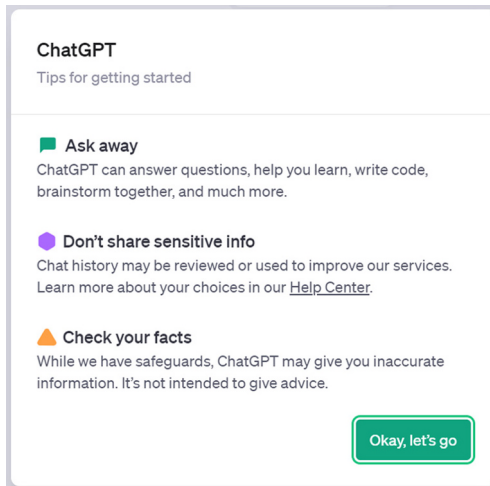 ChatGPT
Tips for getting started
Ask away
ChatGPT can answer questions, help you learn, write code,
brainstorm together, and much more.
Don’t share sensitive info
Chat history may be reviewed or used to improve our services.
Learn more about your choices in our Help Center.
Check your facts
While we have safeguards, ChatGPT may give you inaccurate
information. It’s not intended to give advice.
Okay, let’s go